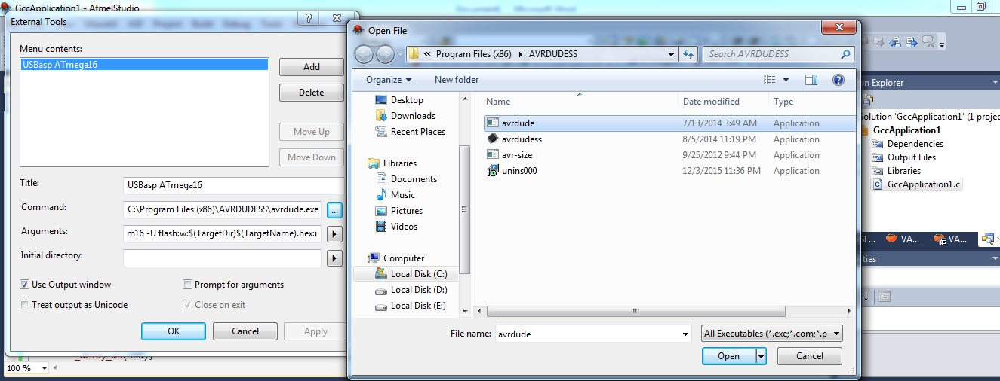 GccApplication1 - AtmelStudio
External Tools
Menu contents:
USBasp ATmega16
Add
Delete
Move Up
Move Down
Title:
USBasp ATmega16
Command:
C:\Program Files (x86)\AVRDUDESS\avrdude.exe
...
Arguments:
m16 -U flash:w:$(TargetDir)$(TargetName).hex:i
Initial directory:
Use Output window
Prompt for arguments
Treat output as Unicode
Close on exit
OK
Cancel
Apply
100 %
Open File
« Program Files (x86) AVRDUDESS
Search AVRDUDESS
Organize
New folder
Desktop
Downloads
Recent Places
Libraries
Documents
Music
Pictures
Videos
Computer
Local Disk (C:)
Local Disk (D:)
Local Disk (E:)
Name
Date modified
Type
avrdude
7/13/2014 3:49 AM
Application
avrdudess
8/5/2014 11:19 PM
Application
avr-size
9/25/2012 9:44 PM
Application
unins000
12/3/2015 11:36 PM
Application
File name:
avrdude
All Executables (*.exe;*.com;*.p
Open
Cancel
on Explorer
Solution 'GccApplication1' (1 projec
GccApplication1
Dependencies
Output Files
Libraries
GccApplication1.c
SF...
VA...
VA...
S
rties